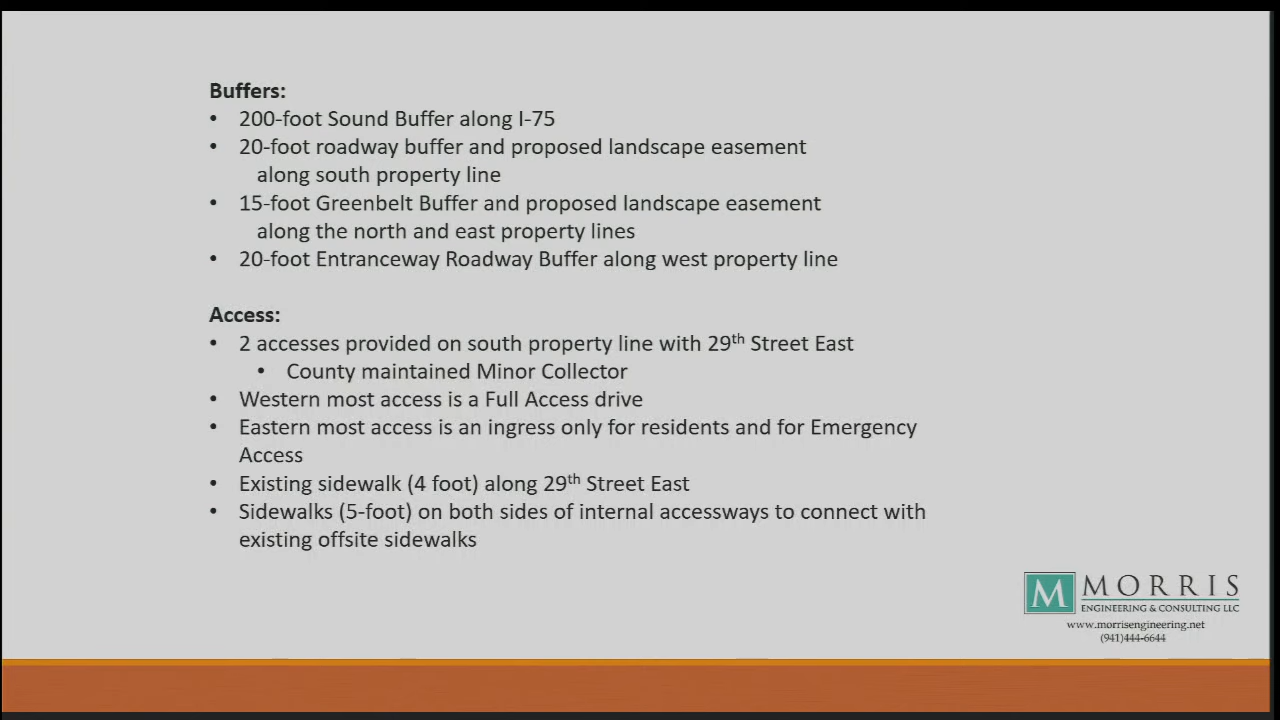 Buffers:
• 200-foot Sound Buffer along I-75
• 20-foot roadway buffer and proposed landscape easement
along south property line
• 15-foot Greenbelt Buffer and proposed landscape easement
along the north and east property lines
• 20-foot Entranceway Roadway Buffer along west property line
Access:
• 2 accesses provided on south property line with 29th Street East
• County maintained Minor Collector
• Western most access is a Full Access drive
• Eastern most access is an ingress only for residents and for Emergency
Access
• Existing sidewalk (4 foot) along 29th Street East
• Sidewalks (5-foot) on both sides of internal accessways to connect with
existing offsite sidewalks
M MORRIS
ENGINEERING & CONSULTING LLC
www.morrisengineering.net
(941)444-6644